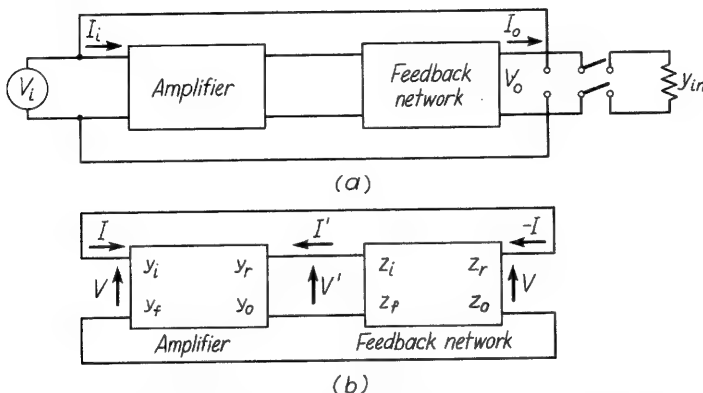 I_i I_o
V_i Amplifier Feedback network V_o y_in
(a)
I I' -I
y_i y_r z_i z_r
V V' V
y_f y_o z_f z_o
Amplifier Feedback network
(b)